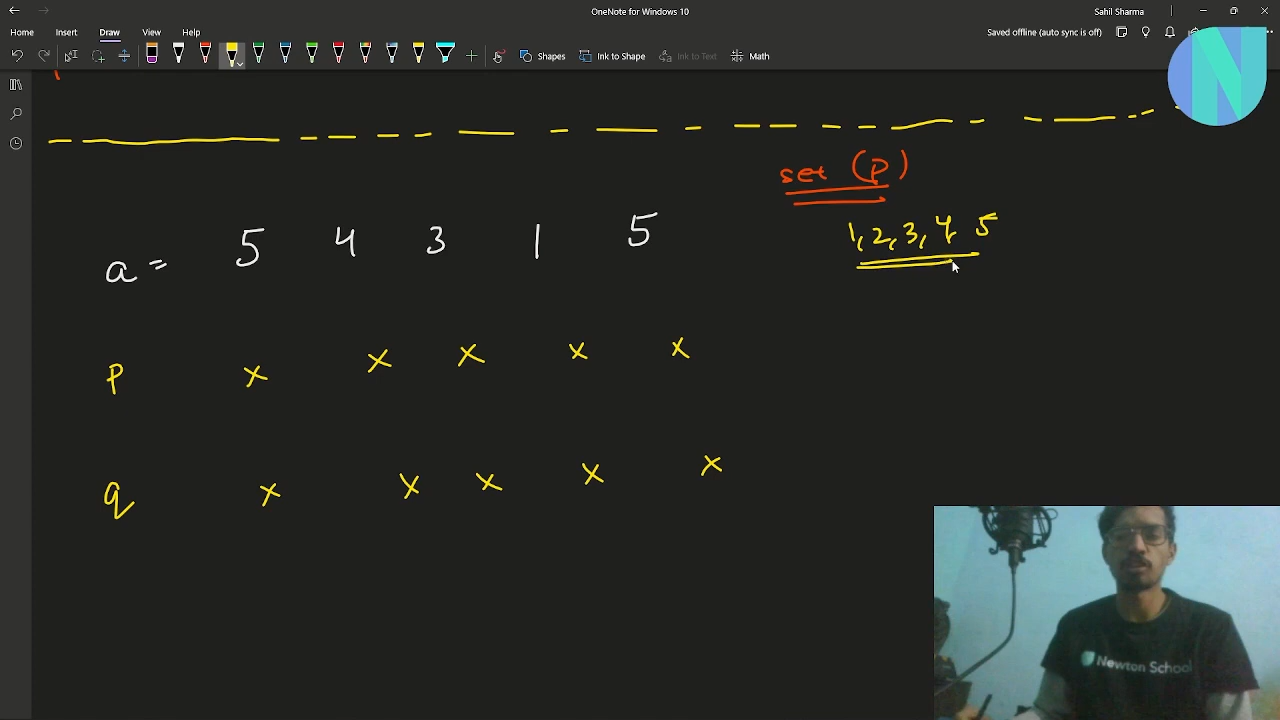 OneNote for Windows 10
Sahil Sharma
Home Insert Draw View Help
Saved offline (auto sync is off)
Shapes Ink to Shape Ink to Text Math
set (p)
1, 2, 3, 4 5
a = 5 4 3 1 5
p x x x x x
q x x x x x
Newton School